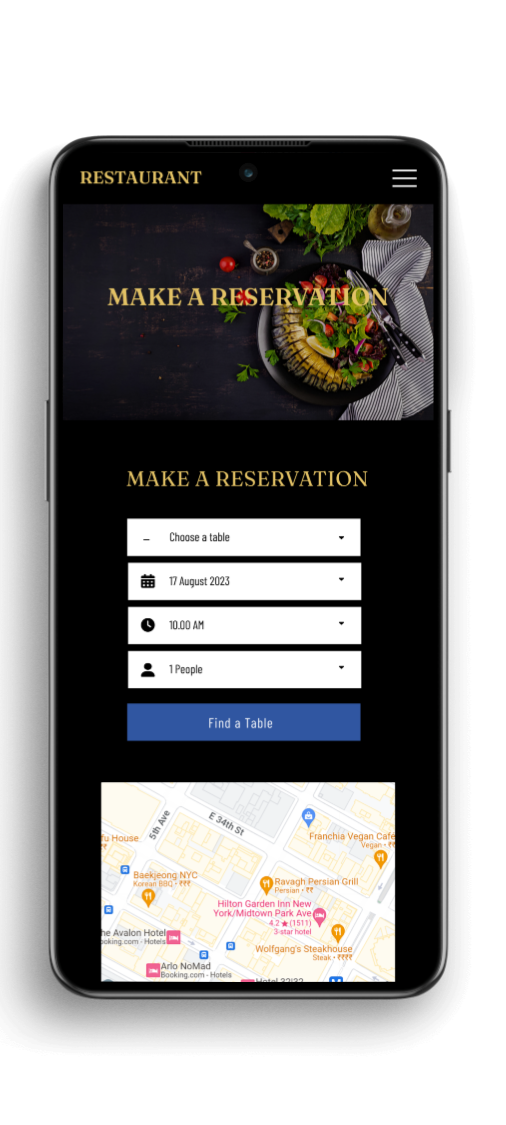 RESTAURANT
MAKE A RESERVATION
MAKE A RESERVATION
Choose a table
17 August 2023
10.00 AM
1 People
Find a Table
5th Ave
E 34th St
fu House
Franchia Vegan Café
Vegan • ₹₹
Baekjeong NYC
Korean BBQ • ₹₹₹
Ravagh Persian Grill
Persian • ₹₹
Hilton Garden Inn New
York/Midtown Park Ave
4.2★(1511)
3-star hotel
he Avalon Hotel
ooking.com - Hotels
Wolfgang's Steakhouse
Steak • ₹₹₹₹
Arlo NoMad
Booking.com - Hotels
Hotel 32|32